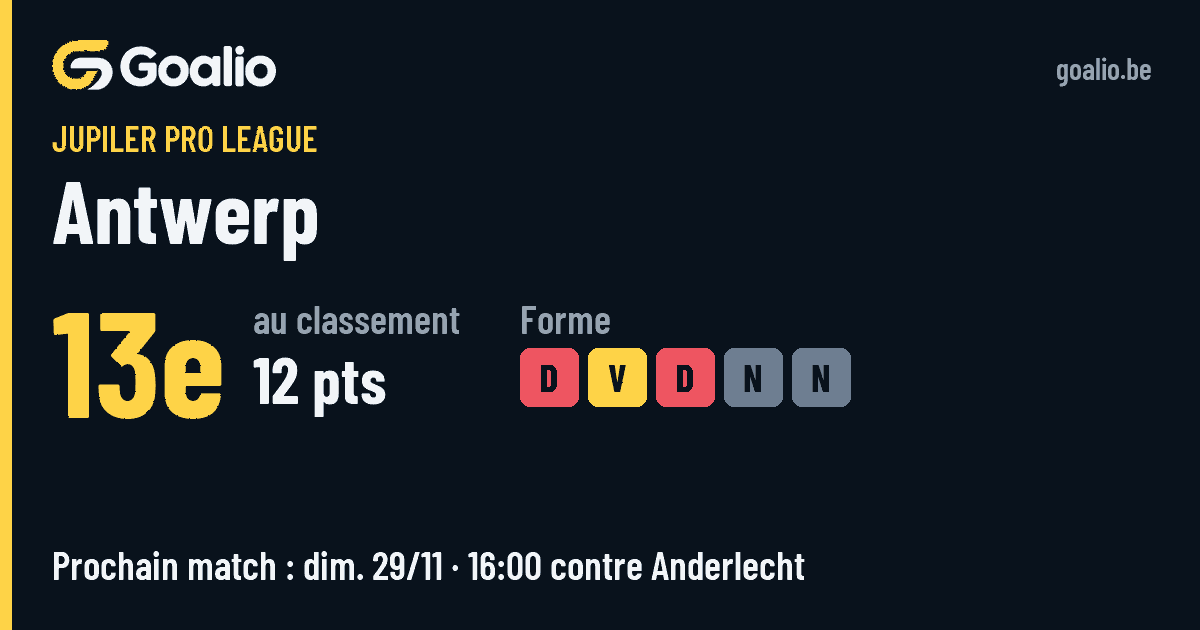 Goalio
goalio.be
JUPILER PRO LEAGUE
Antwerp
13e
au classement
12 pts
Forme
D V D N N
Prochain match : dim. 29/11 · 16:00 contre Anderlecht